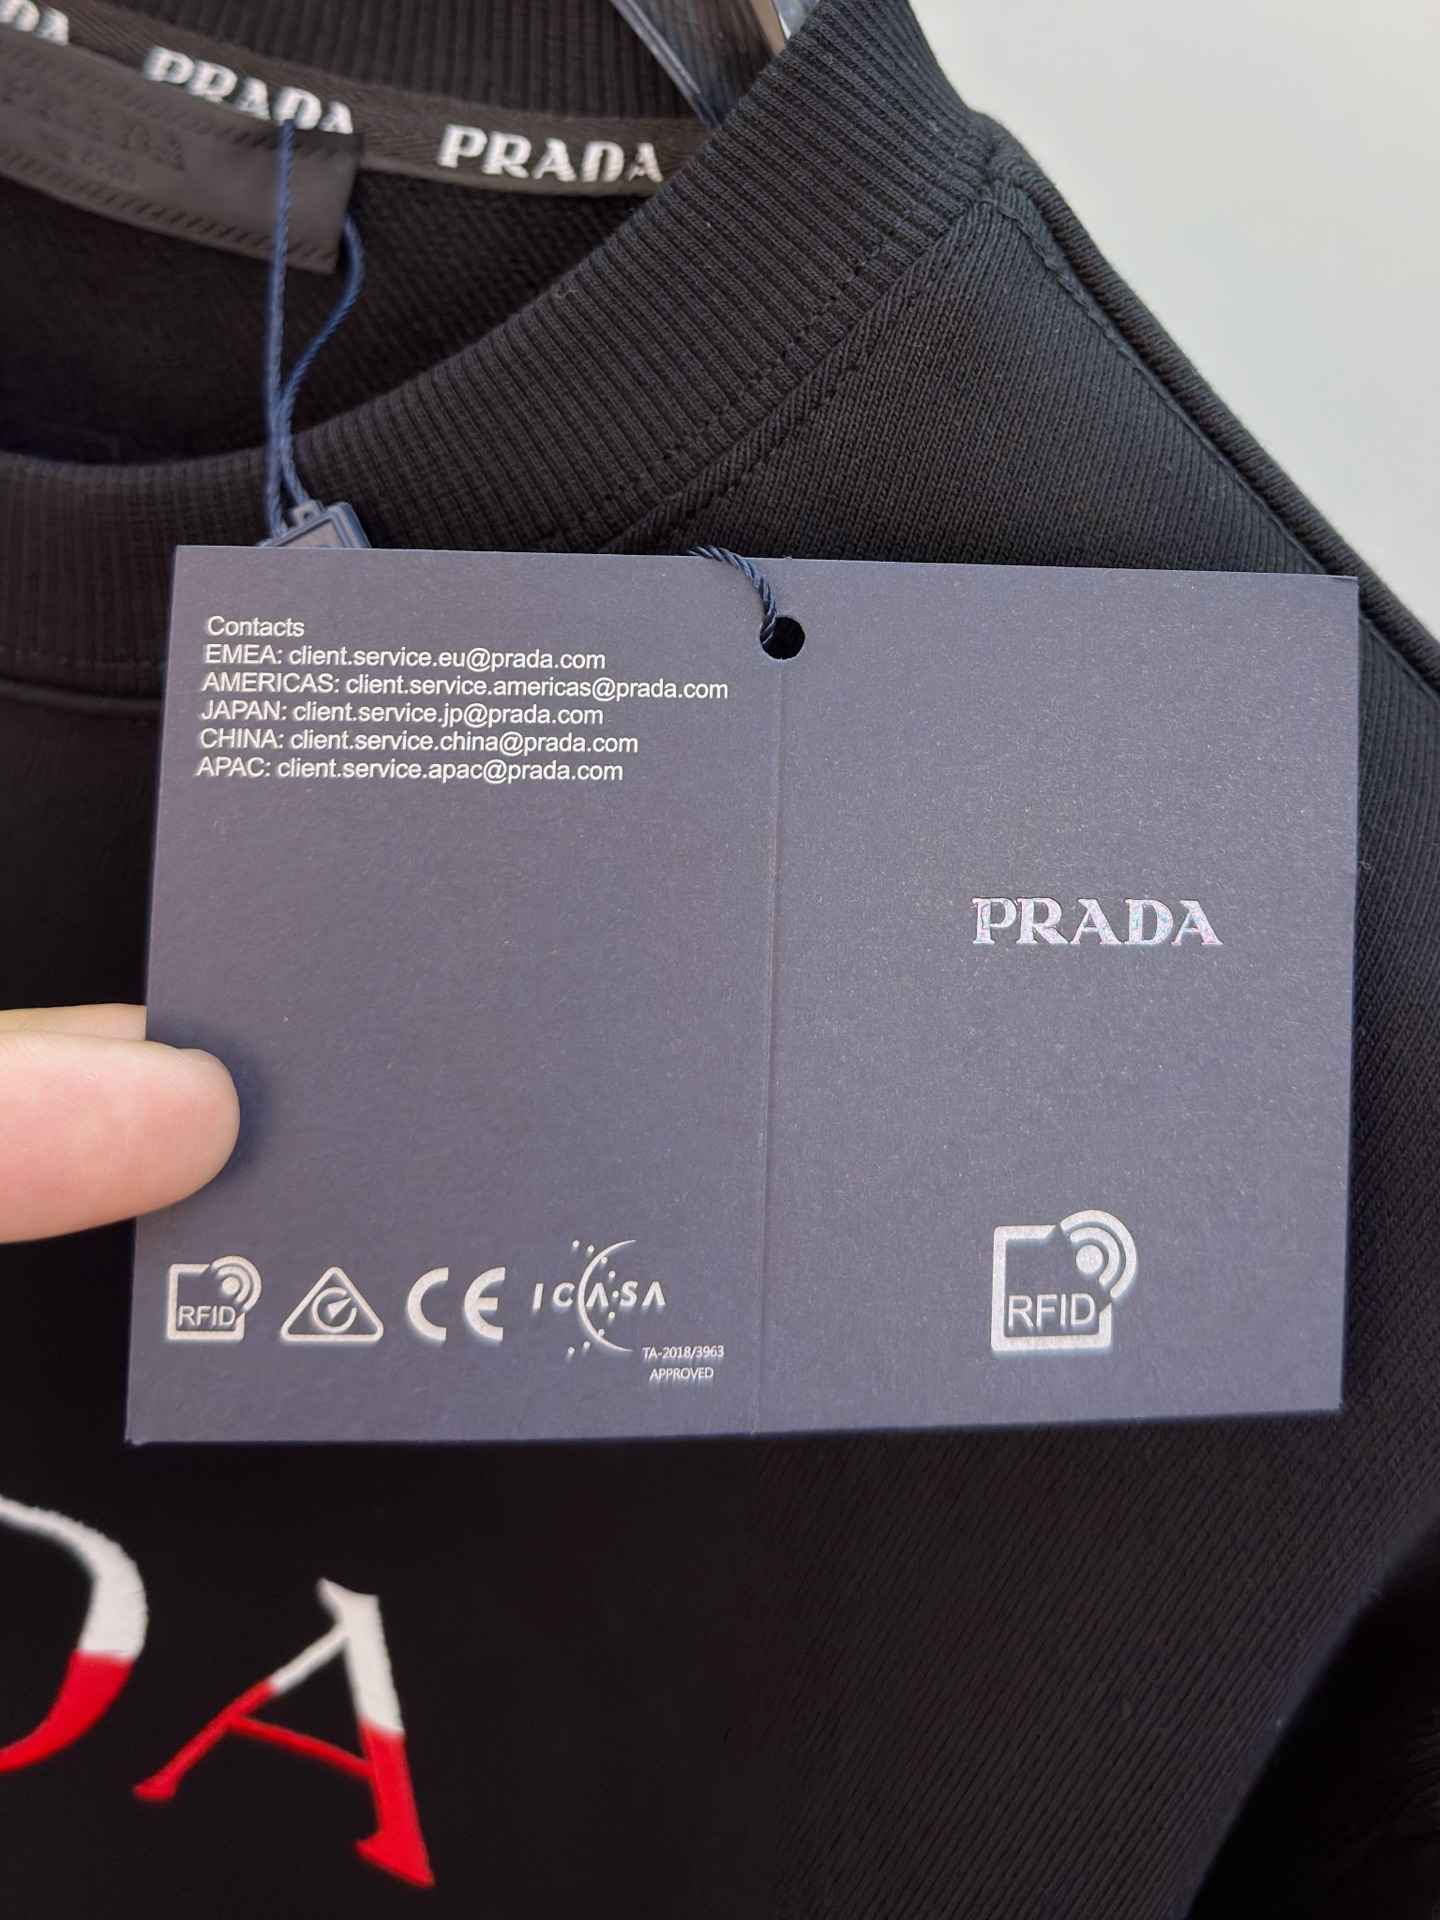 PRADA
PRADA
Contacts
EMEA: client.service.eu@prada.com
AMERICAS: client.service.americas@prada.com
JAPAN: client.service.jp@prada.com
CHINA: client.service.china@prada.com
APAC: client.service.apac@prada.com
PRADA
RFID
CE
ICASA
TA-2018/3963
APPROVED
RFID
DA